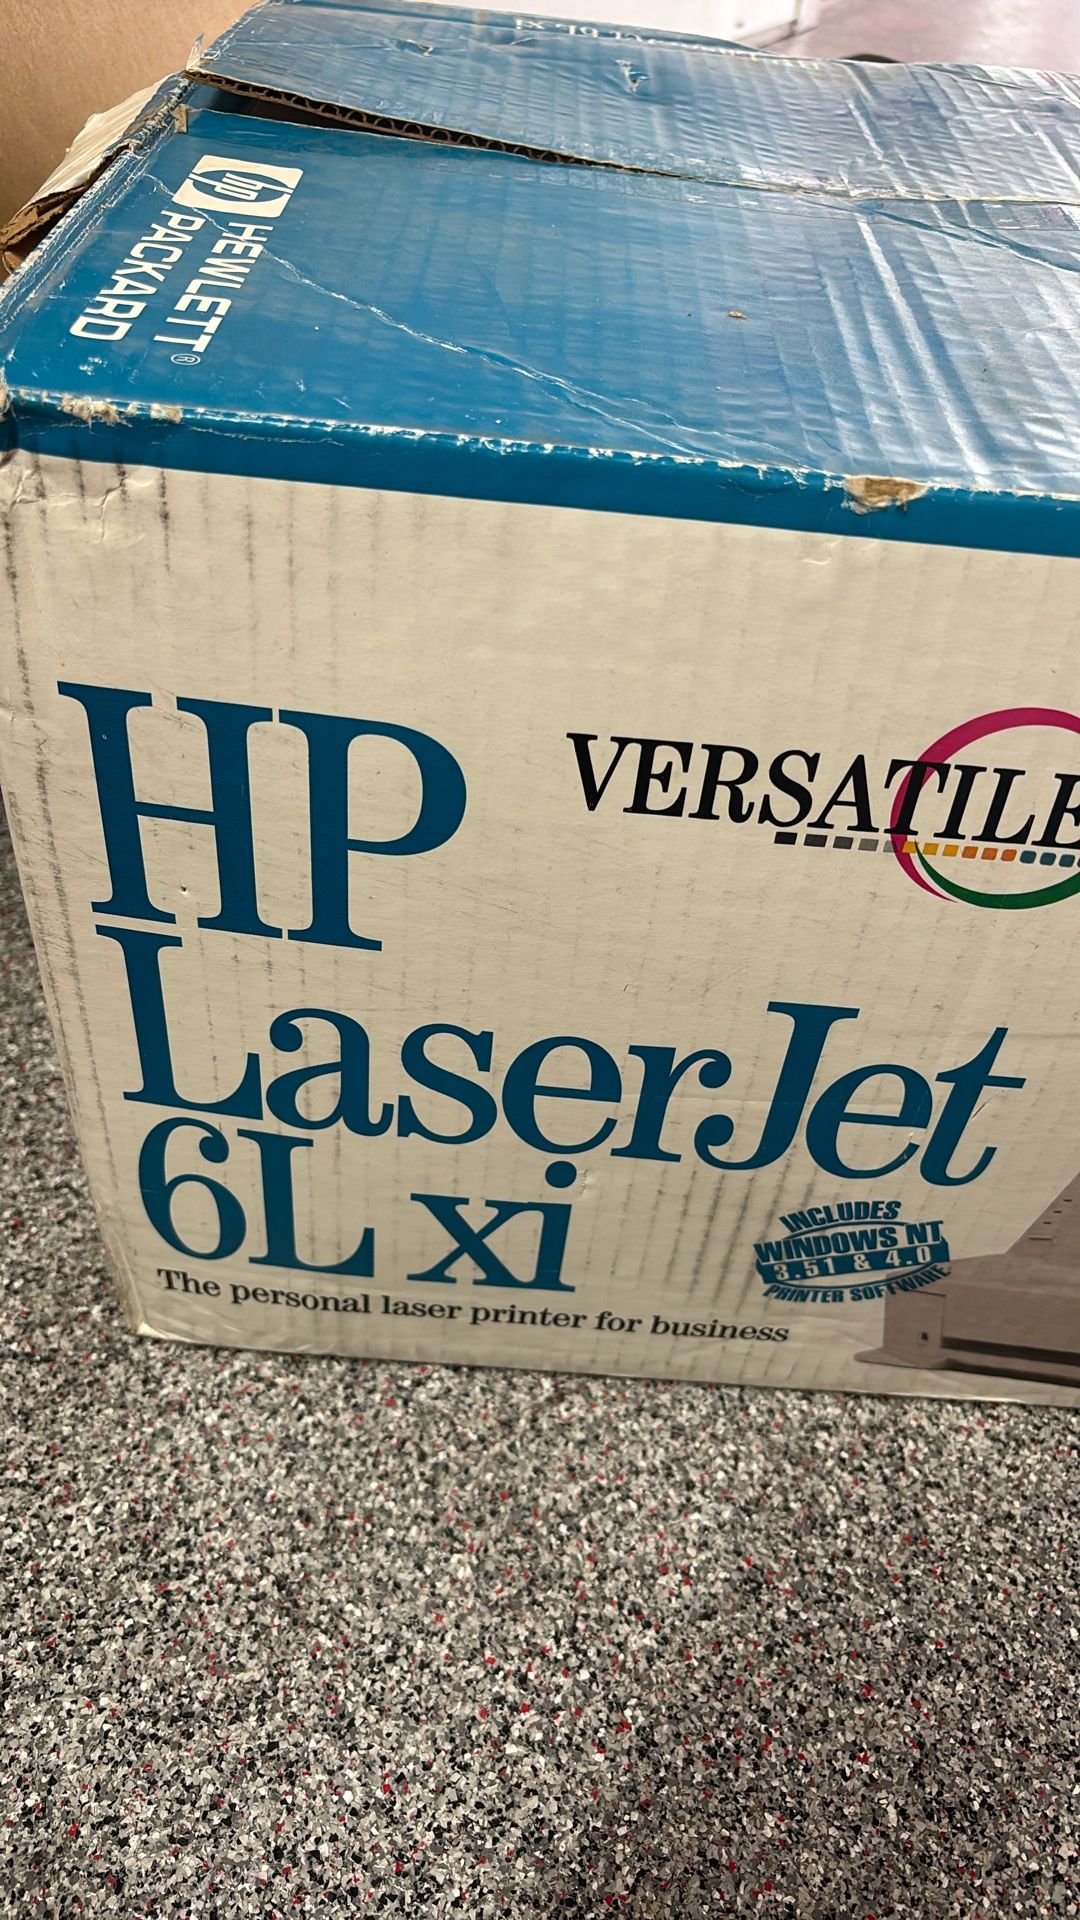 hp HEWLETT®
PACKARD
HP
LaserJet
6L xi
The personal laser printer for business
VERSATILE
INCLUDES
WINDOWS NT
3.51 & 4.0
PRINTER SOFTWARE